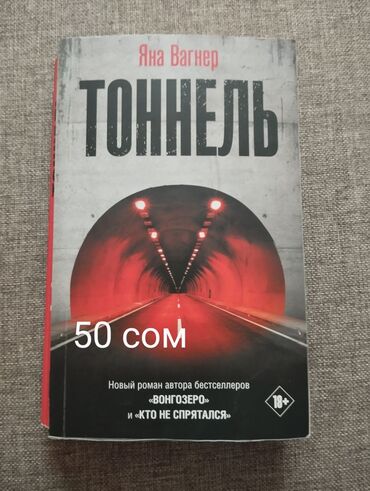 Яна Вагнер
ТОННЕЛЬ
50 сом
Новый роман автора бестселлеров
«ВОНГОЗЕРО»
и «КТО НЕ СПРЯТАЛСЯ»
18+